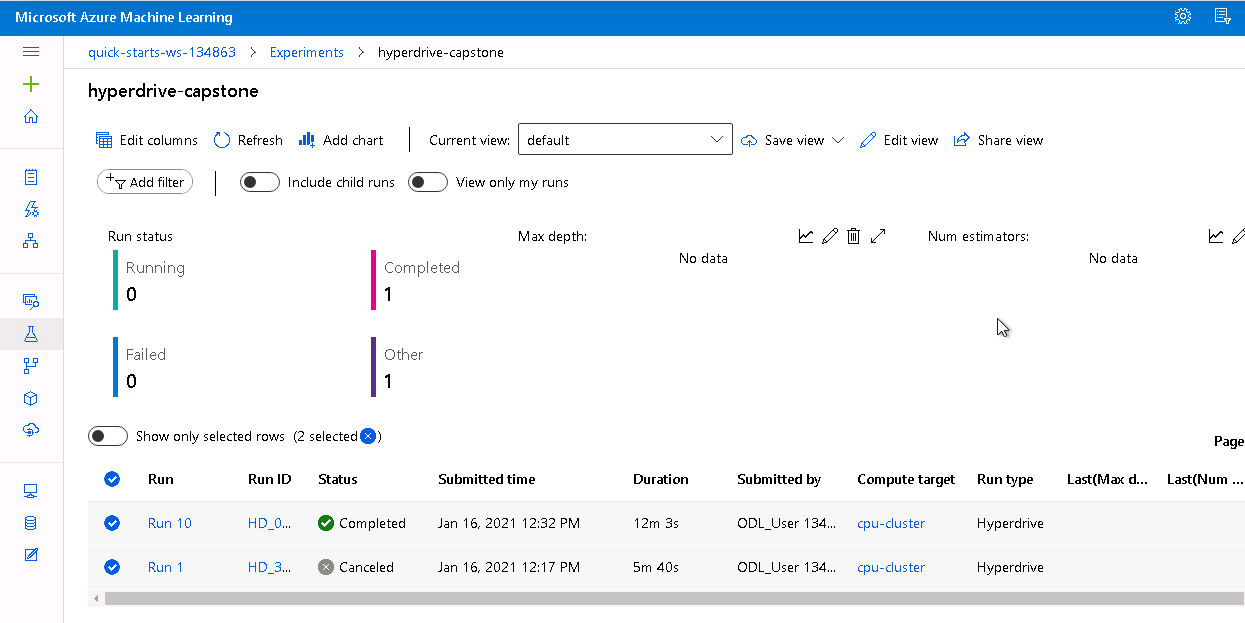 Microsoft Azure Machine Learning
quick-starts-ws-134863 > Experiments > hyperdrive-capstone
hyperdrive-capstone
Edit columns Refresh Add chart Current view: default Save view Edit view Share view
Add filter Include child runs View only my runs
Run status Max depth: Num estimators:
Running Completed No data No data
0 1
Failed Other
0 1
Show only selected rows (2 selected )
Page
Run Run ID Status Submitted time Duration Submitted by Compute target Run type Last(Max d... Last(Num ...
Run 10 HD_0... Completed Jan 16, 2021 12:32 PM 12m 3s ODL_User 134... cpu-cluster Hyperdrive
Run 1 HD_3... Canceled Jan 16, 2021 12:17 PM 5m 40s ODL_User 134... cpu-cluster Hyperdrive